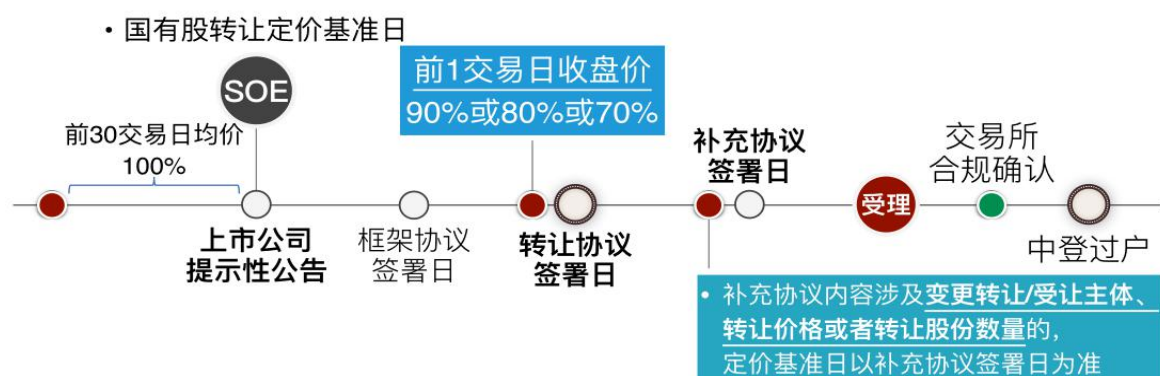 • 国有股转让定价基准日
SOE
前30交易日均价
100%
前1交易日收盘价
90%或80%或70%
上市公司
提示性公告
框架协议
签署日
转让协议
签署日
补充协议
签署日
受理
交易所
合规确认
中登过户
• 补充协议内容涉及变更转让/受让主体、
转让价格或者转让股份数量的，
定价基准日以补充协议签署日为准